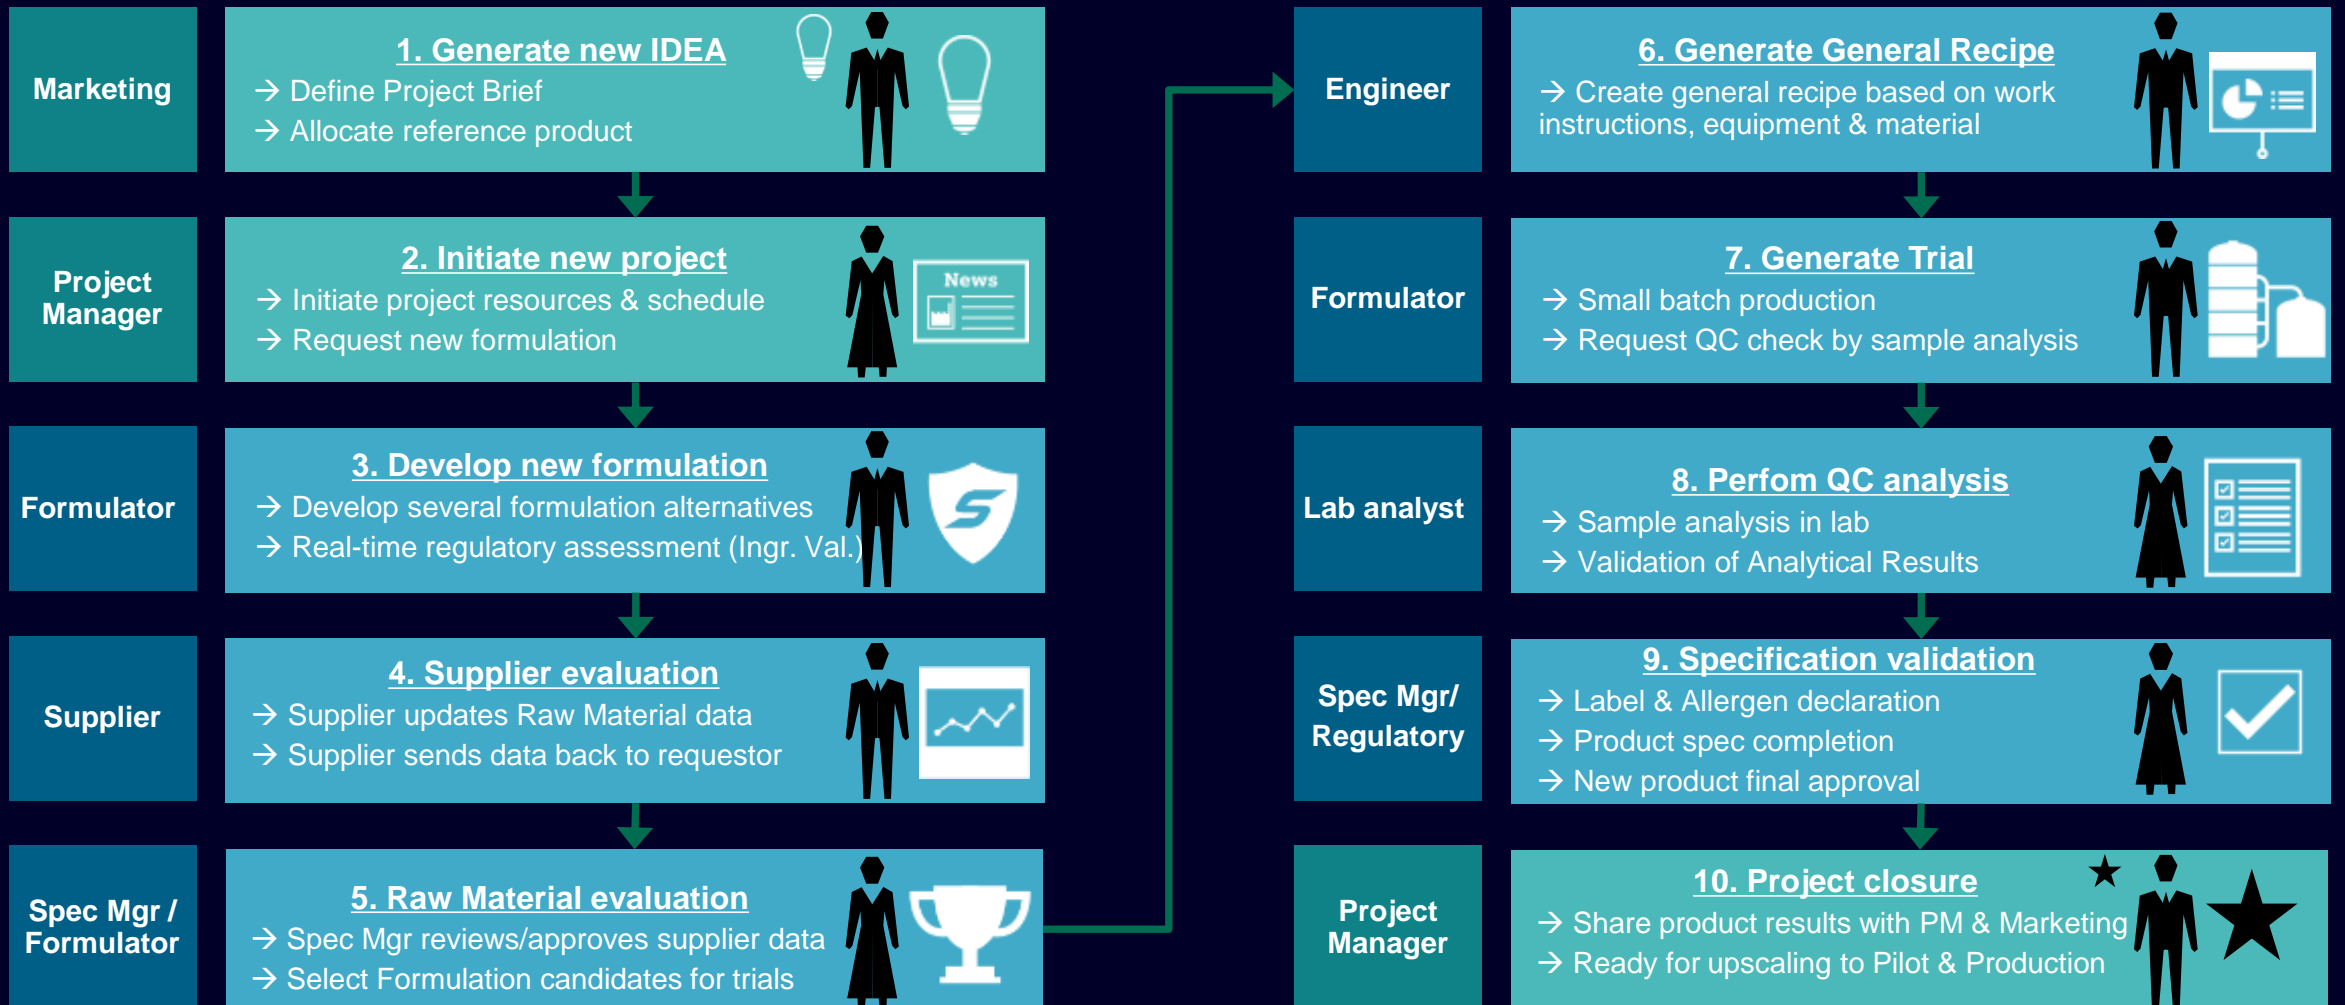 Marketing
1. Generate new IDEA
→ Define Project Brief
→ Allocate reference product
Project
Manager
2. Initiate new project
→ Initiate project resources & schedule
→ Request new formulation
News
Formulator
3. Develop new formulation
→ Develop several formulation alternatives
→ Real-time regulatory assessment (Ingr. Val.)
S
Supplier
4. Supplier evaluation
→ Supplier updates Raw Material data
→ Supplier sends data back to requestor
Spec Mgr /
Formulator
5. Raw Material evaluation
→ Spec Mgr reviews/approves supplier data
→ Select Formulation candidates for trials
Engineer
6. Generate General Recipe
→ Create general recipe based on work
instructions, equipment & material
Formulator
7. Generate Trial
→ Small batch production
→ Request QC check by sample analysis
Lab analyst
8. Perfom QC analysis
→ Sample analysis in lab
→ Validation of Analytical Results
Spec Mgr/
Regulatory
9. Specification validation
→ Label & Allergen declaration
→ Product spec completion
→ New product final approval
Project
Manager
10. Project closure
→ Share product results with PM & Marketing
→ Ready for upscaling to Pilot & Production